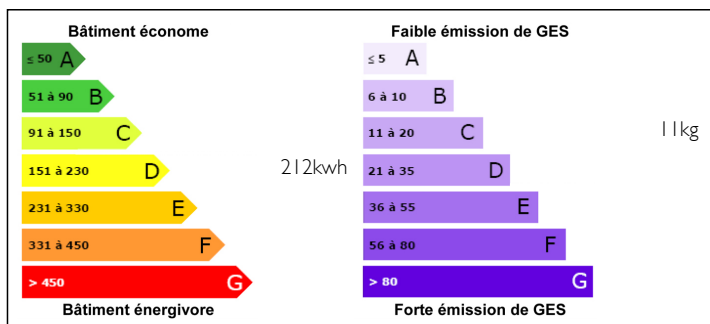 Bâtiment économe
≤ 50 A
51 à 90 B
91 à 150 C
151 à 230 D
231 à 330 E
331 à 450 F
> 450 G
Bâtiment énergivore
212kwh
Faible émission de GES
≤ 5 A
6 à 10 B
11 à 20 C
21 à 35 D
36 à 55 E
56 à 80 F
> 80 G
Forte émission de GES
11kg